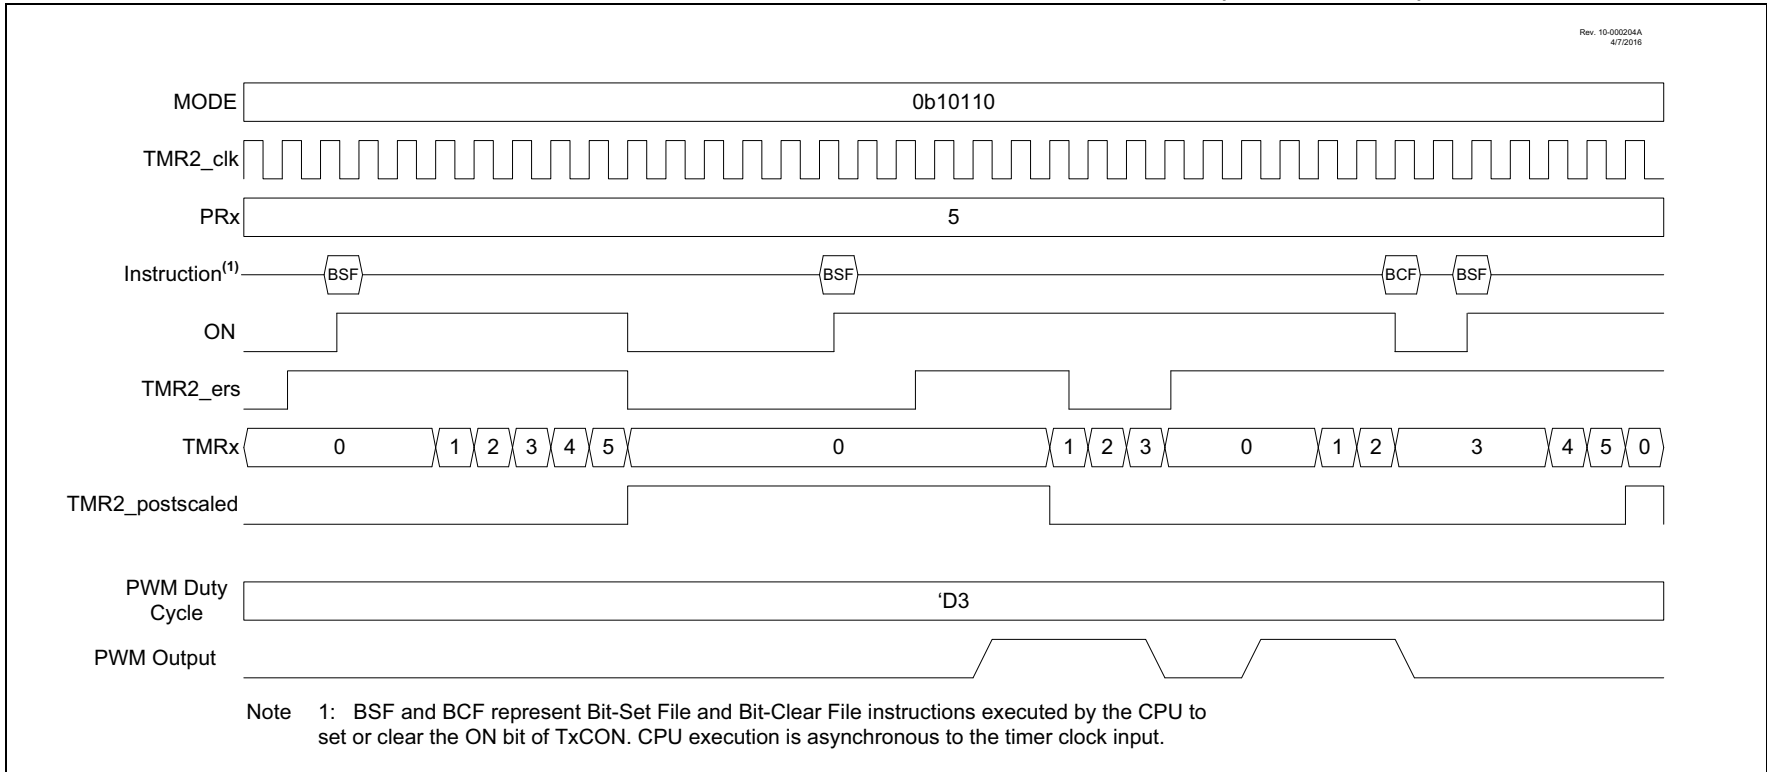 Rev. 10-000204A
4/7/2016
MODE 0b10110
TMR2_clk
PRx 5
Instruction(1) BSF BSF BCF BSF
ON
TMR2_ers
TMRx 0 1 2 3 4 5 0 1 2 3 0 1 2 3 4 5 0
TMR2_postscaled
PWM Duty
Cycle
‘D3
PWM Output
Note 1: BSF and BCF represent Bit-Set File and Bit-Clear File instructions executed by the CPU to
set or clear the ON bit of TxCON. CPU execution is asynchronous to the timer clock input.